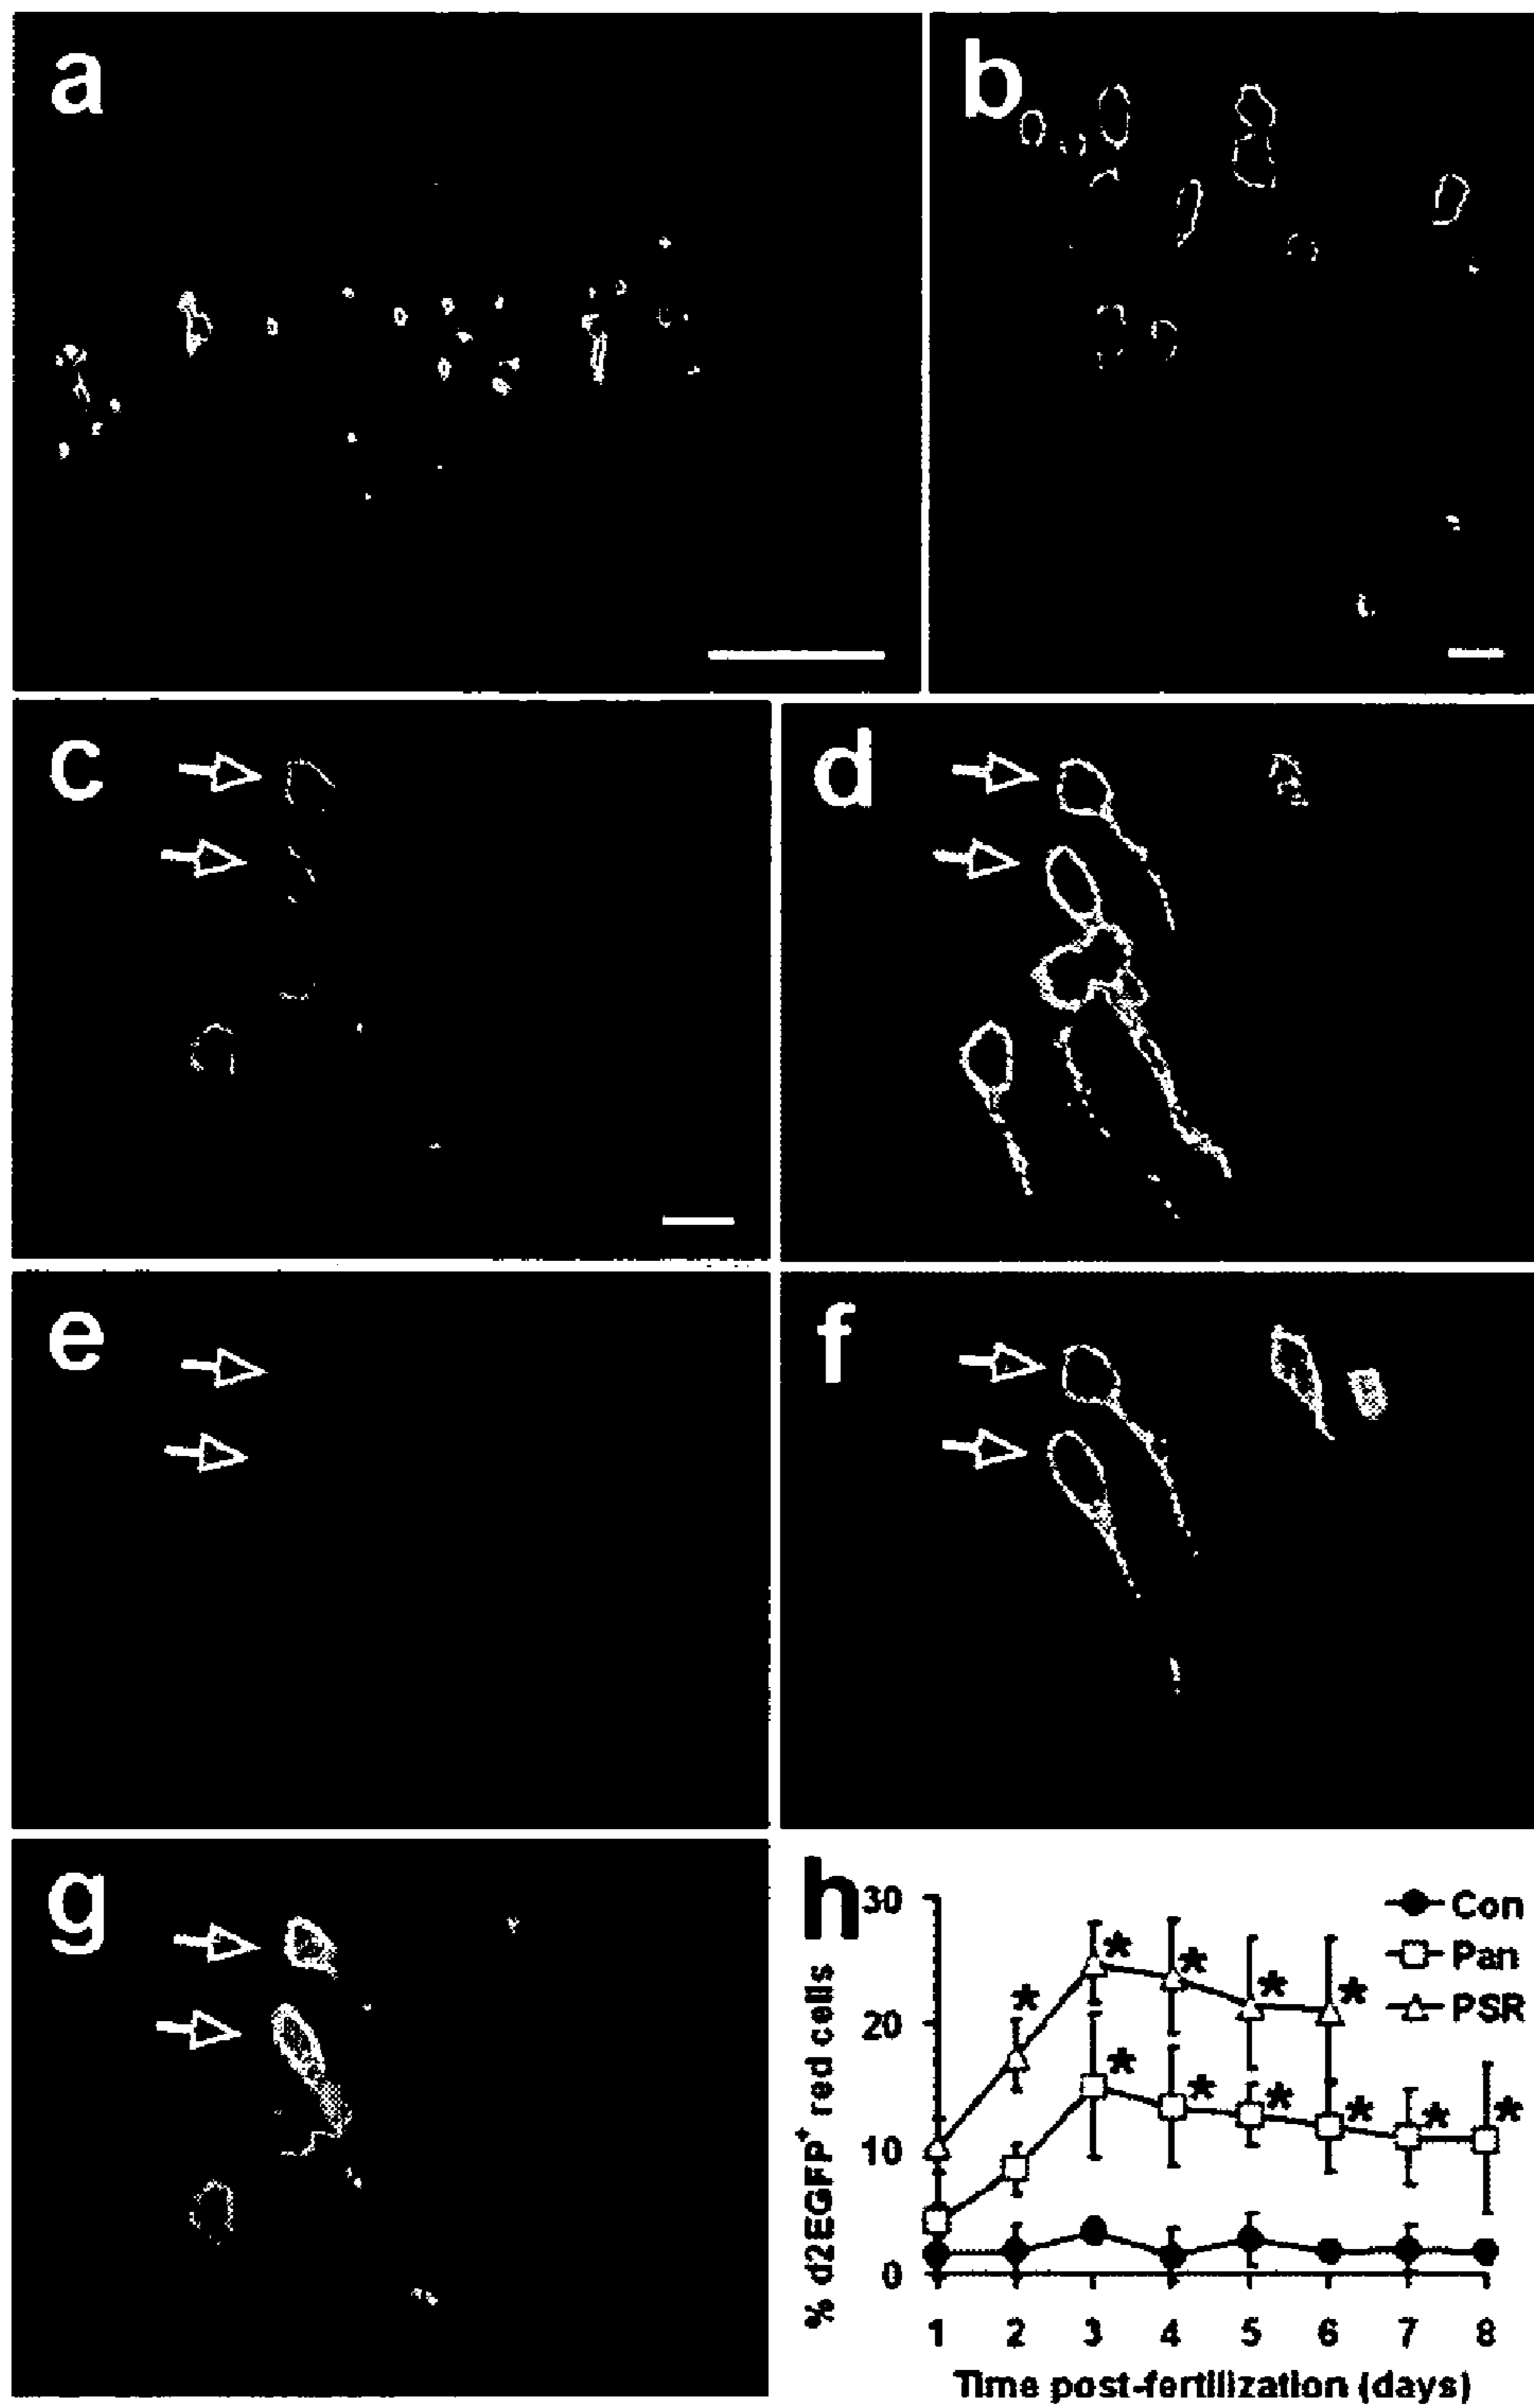 a
b
c
d
e
f
g
h
30
20
10
0
% d2EGFP⁺ red cells
Con
Pan
PSR
*
*
*
*
*
*
*
*
*
*
*
1 2 3 4 5 6 7 8
Time post-fertilization (days)